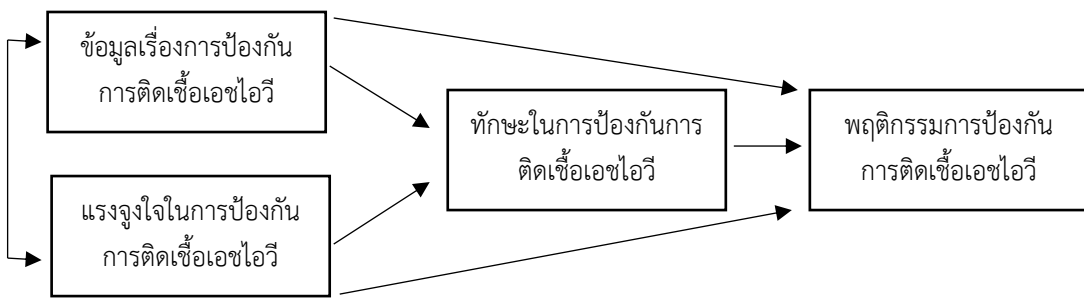 ข้อมูลเรื่องการป้องกัน
การติดเชื้อเอชไอวี
แรงจูงใจในการป้องกัน
การติดเชื้อเอชไอวี
ทักษะในการป้องกันการ
ติดเชื้อเอชไอวี
พฤติกรรมการป้องกัน
การติดเชื้อเอชไอวี